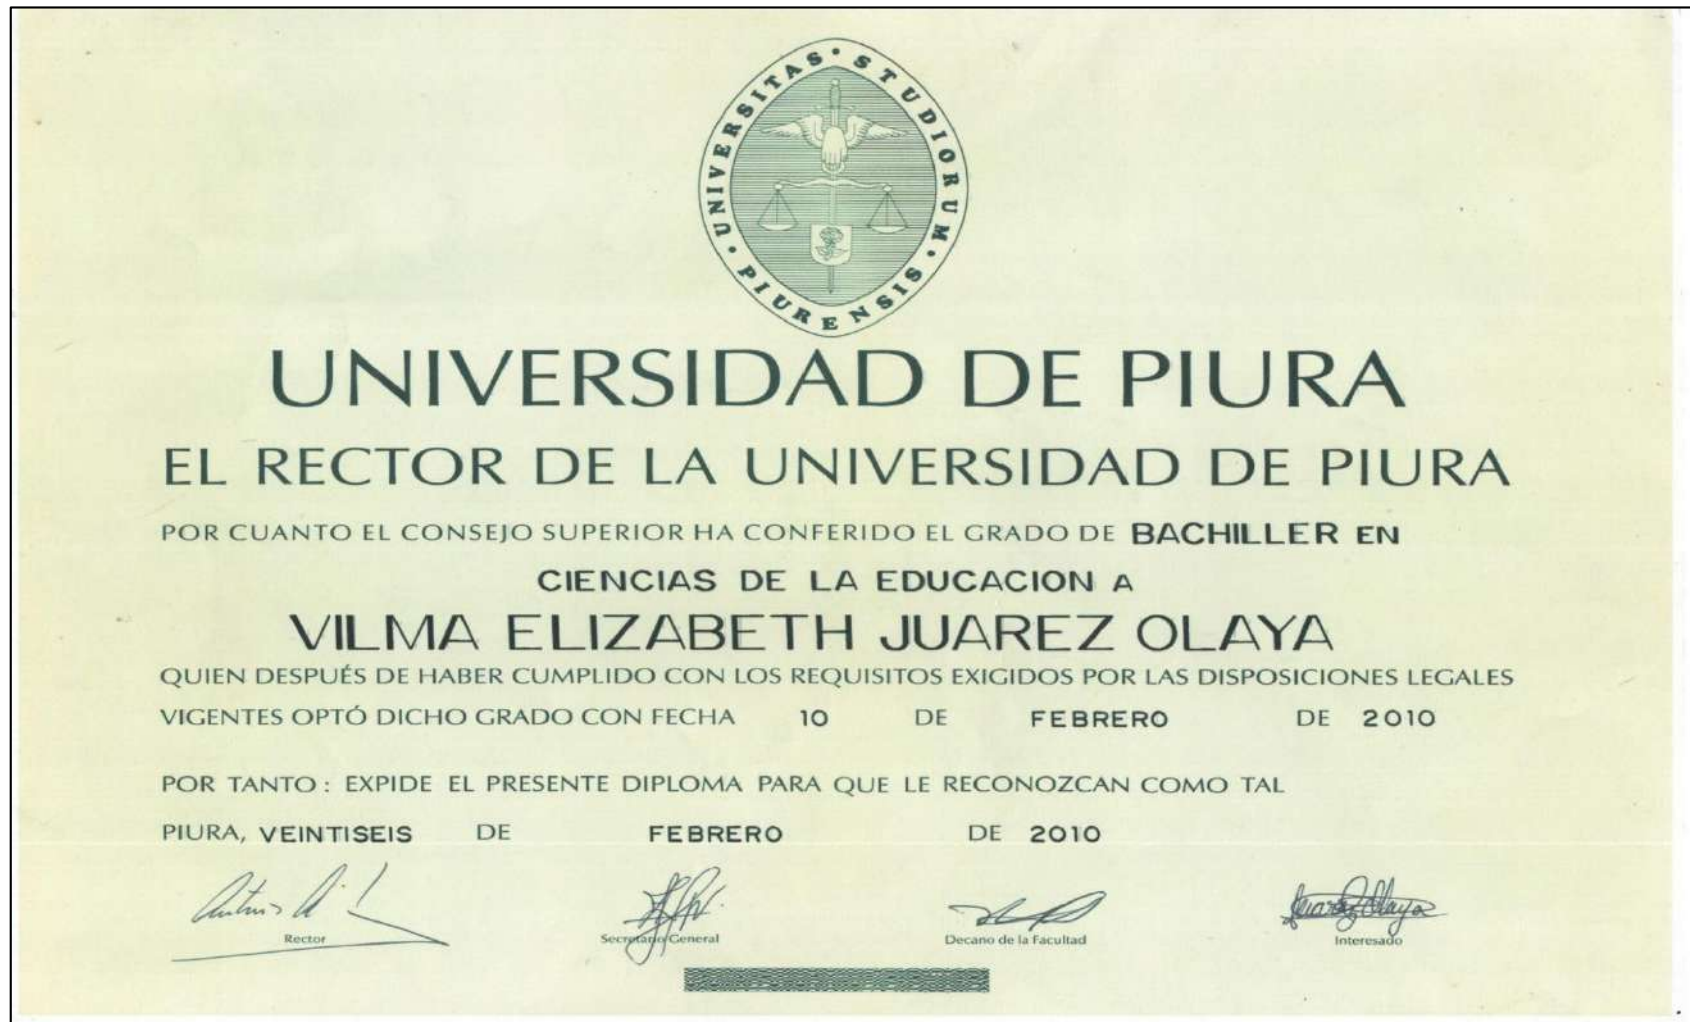 UNIVERSITAS · STUDIORUM · PIURENSIS ·
UNIVERSIDAD DE PIURA
EL RECTOR DE LA UNIVERSIDAD DE PIURA
POR CUANTO EL CONSEJO SUPERIOR HA CONFERIDO EL GRADO DE BACHILLER EN
CIENCIAS DE LA EDUCACION A
VILMA ELIZABETH JUAREZ OLAYA
QUIEN DESPUÉS DE HABER CUMPLIDO CON LOS REQUISITOS EXIGIDOS POR LAS DISPOSICIONES LEGALES
VIGENTES OPTÓ DICHO GRADO CON FECHA 10 DE FEBRERO DE 2010
POR TANTO : EXPIDE EL PRESENTE DIPLOMA PARA QUE LE RECONOZCAN COMO TAL
PIURA, VEINTISEIS DE FEBRERO DE 2010
Juarez Olaya
Rector Secretario General Decano de la Facultad Interesado